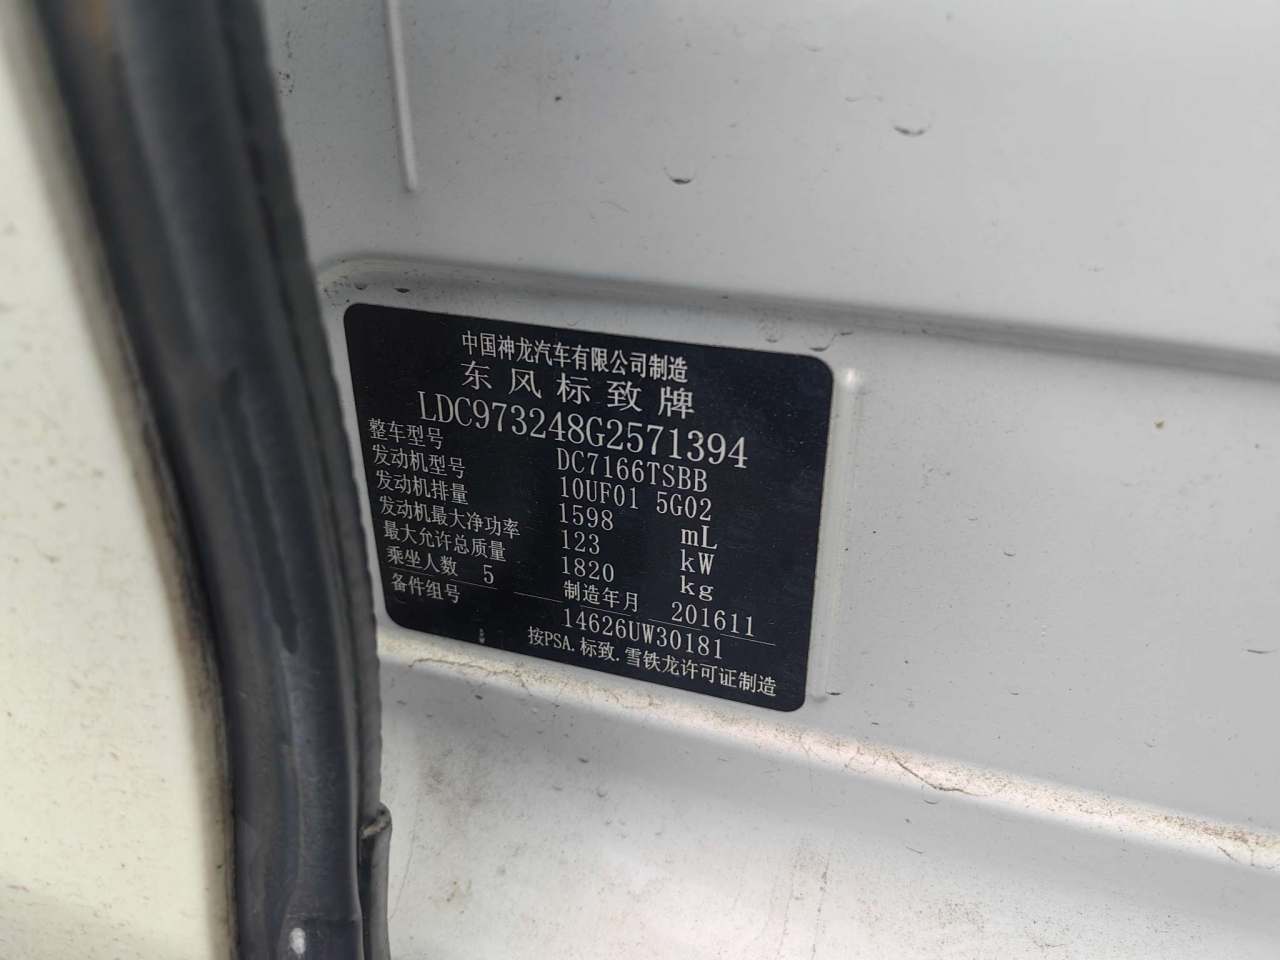 中国神龙汽车有限公司制造
东风标致牌
LDC973248G2571394
整车型号 DC7166TSBB
发动机型号 10UF01 5G02
发动机排量 1598 mL
发动机最大净功率 123 kW
最大允许总质量 1820 kg
乘坐人数 5 制造年月 201611
备件组号 14626UW30181
按PSA.标致.雪铁龙许可证制造